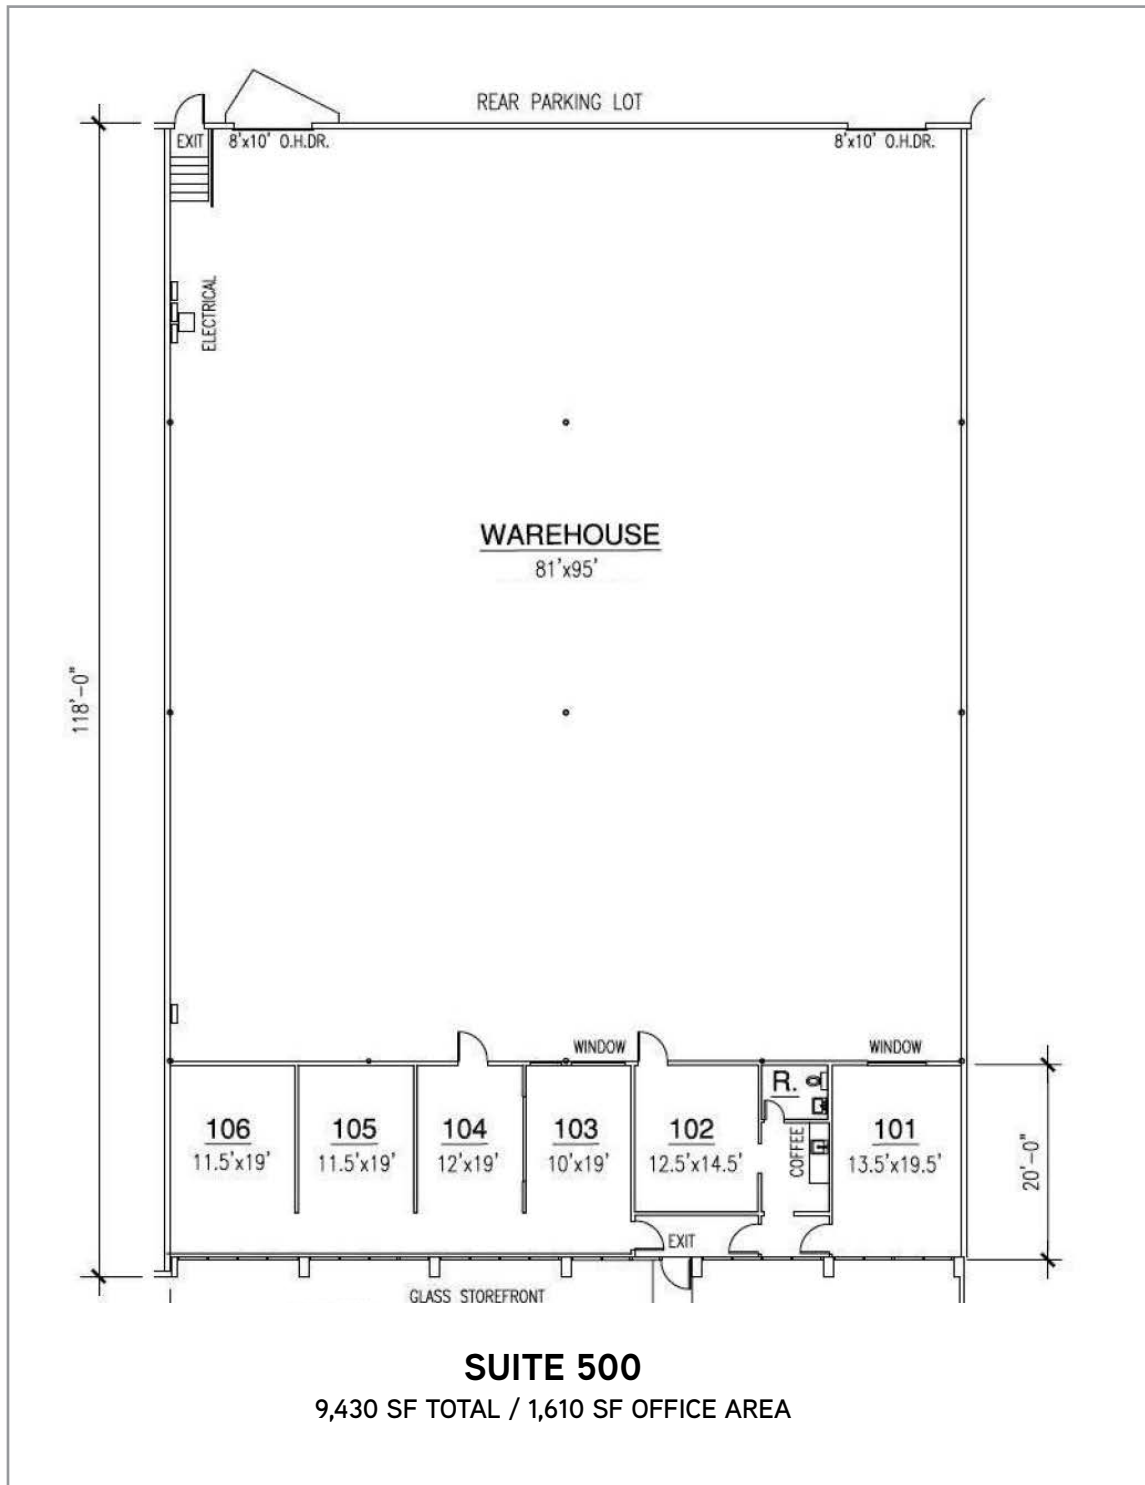 REAR PARKING LOT
EXIT
8'x10' O.H.DR.
8'x10' O.H.DR.
ELECTRICAL
WAREHOUSE
81'x95'
118'-0"
WINDOW
WINDOW
R.
106
11.5'x19'
105
11.5'x19'
104
12'x19'
103
10'x19'
102
12.5'x14.5'
COFFEE
101
13.5'x19.5'
20'-0"
EXIT
GLASS STOREFRONT
SUITE 500
9,430 SF TOTAL / 1,610 SF OFFICE AREA